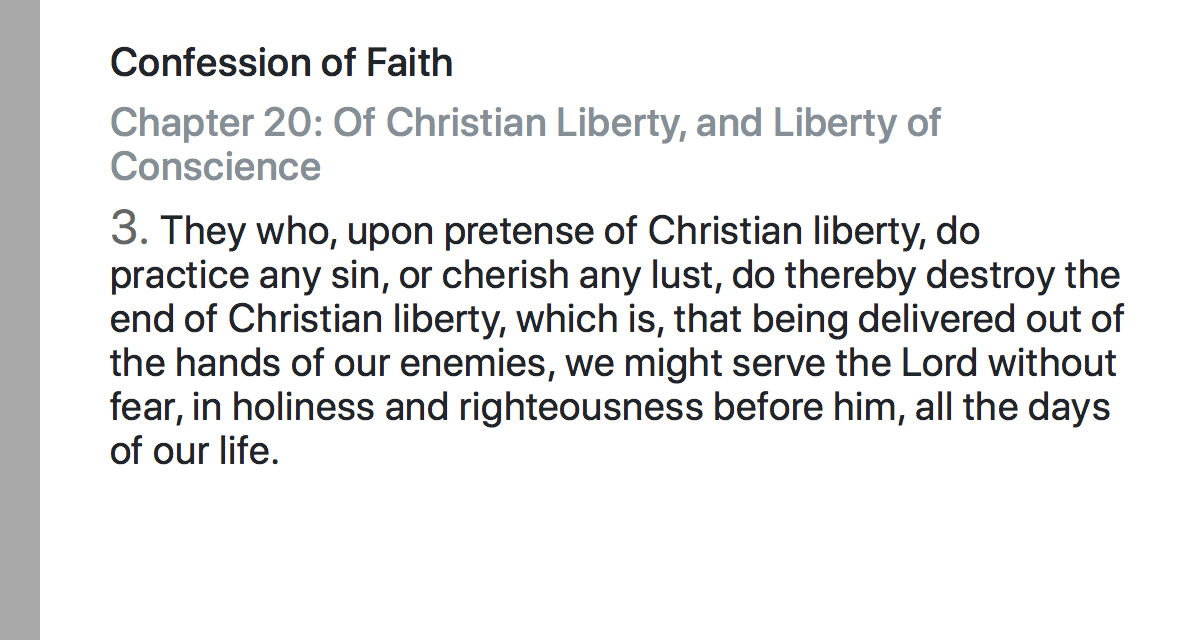 Confession of Faith
Chapter 20: Of Christian Liberty, and Liberty of
Conscience
3. They who, upon pretense of Christian liberty, do
practice any sin, or cherish any lust, do thereby destroy the
end of Christian liberty, which is, that being delivered out of
the hands of our enemies, we might serve the Lord without
fear, in holiness and righteousness before him, all the days
of our life.